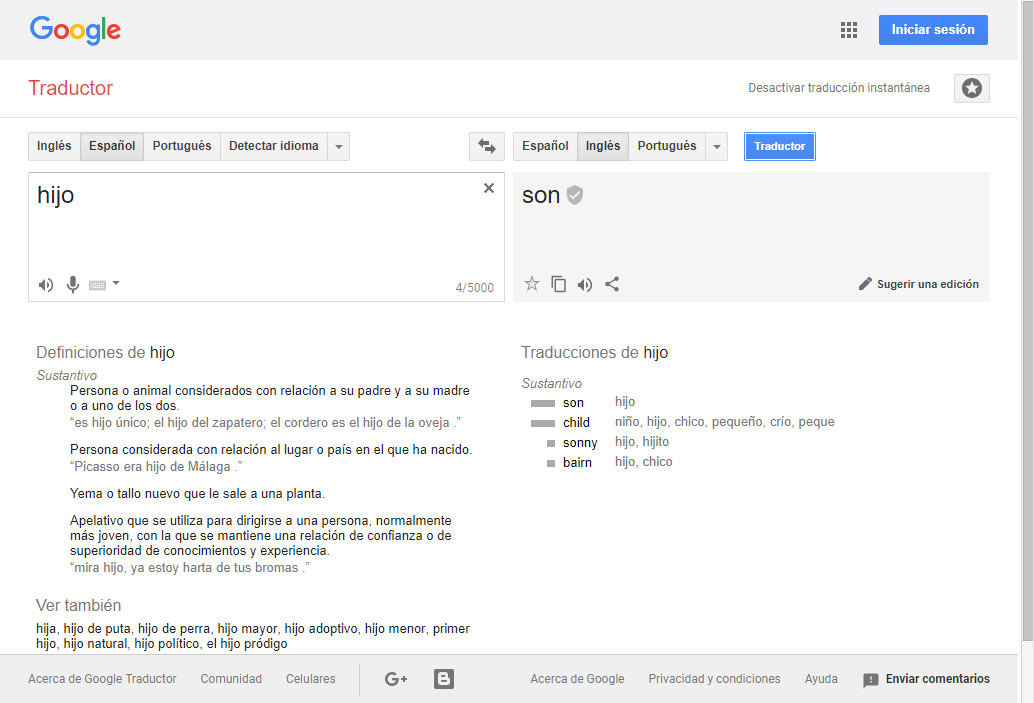 Google
Iniciar sesión
Traductor
Desactivar traducción instantánea
Inglés Español Português Detectar idioma
Español Inglés Português Traductor
hijo
son
4/5000
Sugerir una edición
Definiciones de hijo
Sustantivo
Persona o animal considerados con relación a su padre y a su madre
o a uno de los dos.
“es hijo único; el hijo del zapatero; el cordero es el hijo de la oveja .”
Persona considerada con relación al lugar o país en el que ha nacido.
“Picasso era hijo de Málaga .”
Yema o tallo nuevo que le sale a una planta.
Apelativo que se utiliza para dirigirse a una persona, normalmente
más joven, con la que se mantiene una relación de confianza o de
superioridad de conocimientos y experiencia.
“mira hijo, ya estoy harta de tus bromas .”
Ver también
hija, hijo de puta, hijo de perra, hijo mayor, hijo adoptivo, hijo menor, primer
hijo, hijo natural, hijo político, el hijo pródigo
Traducciones de hijo
Sustantivo
son hijo
child niño, hijo, chico, pequeño, crío, peque
sonny hijo, hijito
bairn hijo, chico
Acerca de Google Traductor Comunidad Celulares G+ B Acerca de Google Privacidad y condiciones Ayuda Enviar comentarios